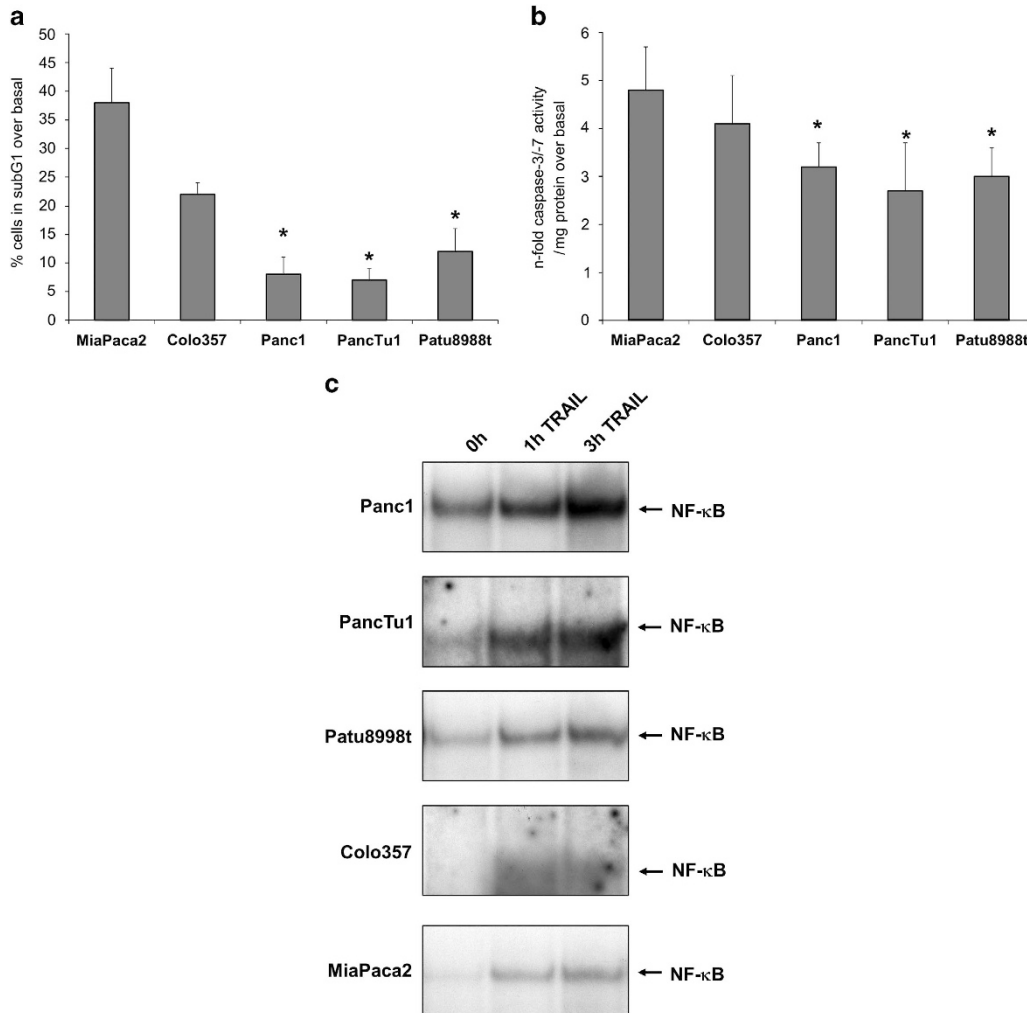 a
% cells in subG1 over basal
50
45
40
35
30
25
20
15
10
5
0
*
*
*
MiaPaca2 Colo357 Panc1 PancTu1 Patu8988t
b
n-fold caspase-3/-7 activity
/mg protein over basal
6
5
4
3
2
1
0
*
*
*
MiaPaca2 Colo357 Panc1 PancTu1 Patu8988t
c
0h 1h TRAIL 3h TRAIL
Panc1 ← NF-κB
PancTu1 ← NF-κB
Patu8998t ← NF-κB
Colo357 ← NF-κB
MiaPaca2 ← NF-κB